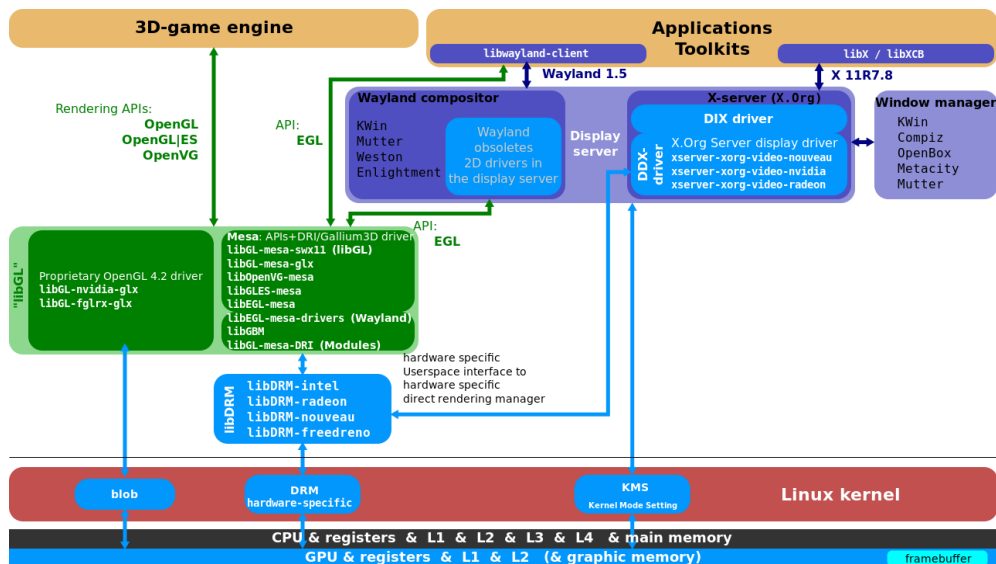 3D-game engine
Applications
Toolkits
libwayland-client
libX / libXCB
Wayland 1.5
X 11R7.8
Rendering APIs:
OpenGL
OpenGL|ES
OpenVG
API:
EGL
Wayland compositor
KWin
Mutter
Weston
Enlightment
Wayland
obsoletes
2D drivers in
the display server
Display
server
X-server (X.Org)
DIX driver
DDX-
driver
X.Org Server display driver
xserver-xorg-video-nouveau
xserver-xorg-video-nvidia
xserver-xorg-video-radeon
Window manager
KWin
Compiz
OpenBox
Metacity
Mutter
API:
EGL
"libGL"
Proprietary OpenGL 4.2 driver
libGL-nvidia-glx
libGL-fglrx-glx
Mesa: APIs+DRI/Gallium3D driver
libGL-mesa-swx11 (libGL)
libGL-mesa-glx
libOpenVG-mesa
libGLES-mesa
libEGL-mesa
libEGL-mesa-drivers (Wayland)
libGBM
libGL-mesa-DRI (Modules)
hardware specific
Userspace interface to
hardware specific
direct rendering manager
libDRM
libDRM-intel
libDRM-radeon
libDRM-nouveau
libDRM-freedreno
blob
DRM
hardware-specific
KMS
Kernel Mode Setting
Linux kernel
CPU & registers & L1 & L2 & L3 & L4 & main memory
GPU & registers & L1 & L2 (& graphic memory)
framebuffer